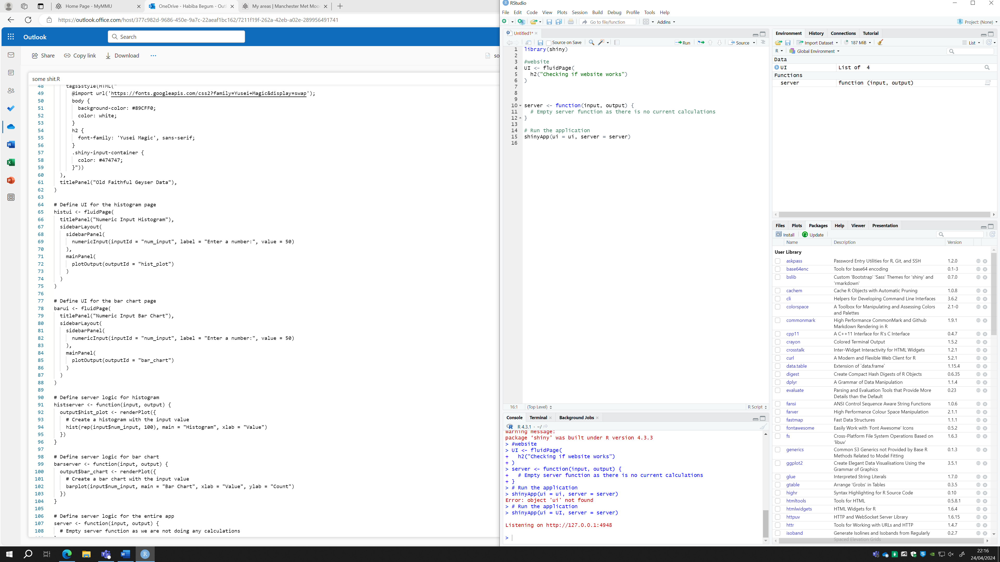 Home Page - MyMMU
OneDrive - Habiba Begum - Outl
My areas | Manchester Met Moo
https://outlook.office.com/host/377c982d-9686-450e-9a7c-22aeaf1bc162/7211f19f-262a-42eb-a02e-289956491741
Outlook
Search
Share
Copy link
Download
so
some shit.R
48 tags$style(HTML("
49 @import url('https://fonts.googleapis.com/css2?family=Yusei+Magic&display=swap');
50 body {
51 background-color: #89CFF0;
52 color: white;
53 }
54 h2 {
55 font-family: 'Yusei Magic', sans-serif;
56 }
57 .shiny-input-container {
58 color: #474747;
59 }"))
60 ),
61 titlePanel("Old Faithful Geyser Data"),
62 )
63
64 # Define UI for the histogram page
65 histui <- fluidPage(
66 titlePanel("Numeric Input Histogram"),
67 sidebarLayout(
68 sidebarPanel(
69 numericInput(inputId = "num_input", label = "Enter a number:", value = 50)
70 ),
71 mainPanel(
72 plotOutput(outputId = "hist_plot")
73 )
74 )
75 )
76
77 # Define UI for the bar chart page
78 barui <- fluidPage(
79 titlePanel("Numeric Input Bar Chart"),
80 sidebarLayout(
81 sidebarPanel(
82 numericInput(inputId = "num_input", label = "Enter a number:", value = 50)
83 ),
84 mainPanel(
85 plotOutput(outputId = "bar_chart")
86 )
87 )
88 )
89
90 # Define server logic for histogram
91 histserver <- function(input, output) {
92 output$hist_plot <- renderPlot({
93 # Create a histogram with the input value
94 hist(rep(input$num_input, 100), main = "Histogram", xlab = "Value")
95 })
96 }
97
98 # Define server logic for bar chart
99 barserver <- function(input, output) {
100 output$bar_chart <- renderPlot({
101 # Create a bar chart with the input value
102 barplot(input$num_input, main = "Bar Chart", xlab = "Value", ylab = "Count")
103 })
104 }
105
106 # Define server logic for the entire app
107 server <- function(input, output) {
108 # Empty server function as we are not doing any calculations
RStudio
File Edit Code View Plots Session Build Debug Profile Tools Help
Go to file/function
Addins
Project: (None)
Untitled1*
Source on Save
Run
Source
1 library(shiny)
2
3 #website
4 UI <- fluidPage(
5 h2("Checking if website works")
6 )
7
8
9
10 server <- function(input, output) {
11 # Empty server function as there is no current calculations
12 }
13
14 # Run the application
15 shinyApp(ui = ui, server = server)
16
16:1 (Top Level) R Script
Console Terminal Background Jobs
R 4.3.1 · ~/
Warning message:
package ‘shiny’ was built under R version 4.3.3
> #website
> UI <- fluidPage(
+ h2("Checking if website works")
+ )
> server <- function(input, output) {
+ # Empty server function as there is no current calculations
+ }
> # Run the application
> shinyApp(ui = ui, server = server)
Error: object 'ui' not found
> # Run the application
> shinyApp(ui = UI, server = server)
Listening on http://127.0.0.1:4948
>
Environment History Connections Tutorial
Import Dataset 187 MiB List
R Global Environment
Data
UI List of 4
Functions
server function (input, output)
Files Plots Packages Help Viewer Presentation
Install Update
Name Description Version
User Library
askpass Password Entry Utilities for R, Git, and SSH 1.2.0
base64enc Tools for base64 encoding 0.1-3
bslib Custom 'Bootstrap' 'Sass' Themes for 'shiny' and 0.7.0
'rmarkdown'
cachem Cache R Objects with Automatic Pruning 1.0.8
cli Helpers for Developing Command Line Interfaces 3.6.2
colorspace A Toolbox for Manipulating and Assessing Colors 2.1-0
and Palettes
commonmark High Performance CommonMark and Github 1.9.1
Markdown Rendering in R
cpp11 A C++11 Interface for R's C Interface 0.4.7
crayon Colored Terminal Output 1.5.2
crosstalk Inter-Widget Interactivity for HTML Widgets 1.2.1
curl A Modern and Flexible Web Client for R 5.2.1
data.table Extension of `data.frame` 1.15.4
digest Create Compact Hash Digests of R Objects 0.6.35
dplyr A Grammar of Data Manipulation 1.1.4
evaluate Parsing and Evaluation Tools that Provide More 0.23
Details than the Default
fansi ANSI Control Sequence Aware String Functions 1.0.6
farver High Performance Colour Space Manipulation 2.1.1
fastmap Fast Data Structures 1.1.1
fontawesome Easily Work with 'Font Awesome' Icons 0.5.2
fs Cross-Platform File System Operations Based on 1.6.3
'libuv'
generics Common S3 Generics not Provided by Base R 0.1.3
Methods Related to Model Fitting
ggplot2 Create Elegant Data Visualisations Using the 3.5.1
Grammar of Graphics
glue Interpreted String Literals 1.7.0
gtable Arrange 'Grobs' in Tables 0.3.5
highr Syntax Highlighting for R Source Code 0.10
htmltools Tools for HTML 0.5.8.1
htmlwidgets HTML Widgets for R 1.6.4
httpuv HTTP and WebSocket Server Library 1.6.15
httr Tools for Working with URLs and HTTP 1.4.7
isoband Generate Isolines and Isobands from Regularly 0.2.7
Spaced Elevation Grids
22:16
24/04/2024